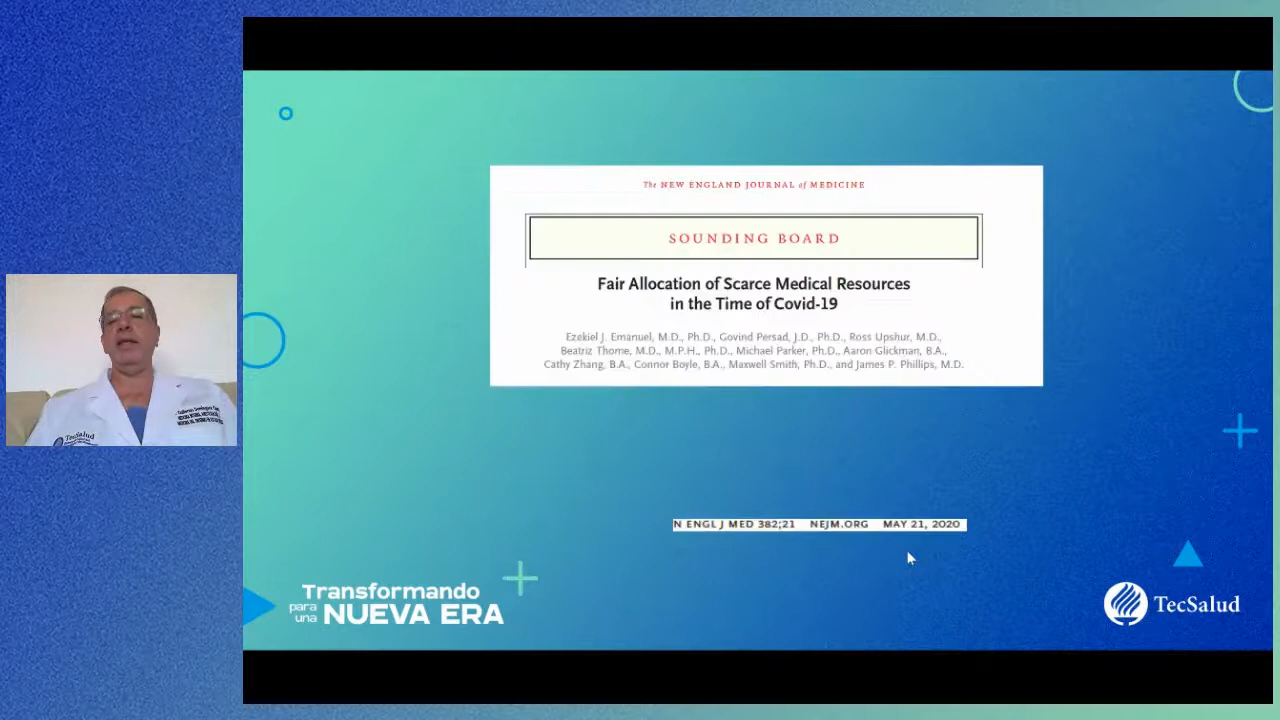 The NEW ENGLAND JOURNAL of MEDICINE
SOUNDING BOARD
Fair Allocation of Scarce Medical Resources
in the Time of Covid-19
Ezekiel J. Emanuel, M.D., Ph.D., Govind Persad, J.D., Ph.D., Ross Upshur, M.D.,
Beatriz Thome, M.D., M.P.H., Ph.D., Michael Parker, Ph.D., Aaron Glickman, B.A.,
Cathy Zhang, B.A., Connor Boyle, B.A., Maxwell Smith, Ph.D., and James P. Phillips, M.D.
TecSalud
N ENGL J MED 382;21 NEJM.ORG MAY 21, 2020
Transformando
para una NUEVA ERA
TecSalud